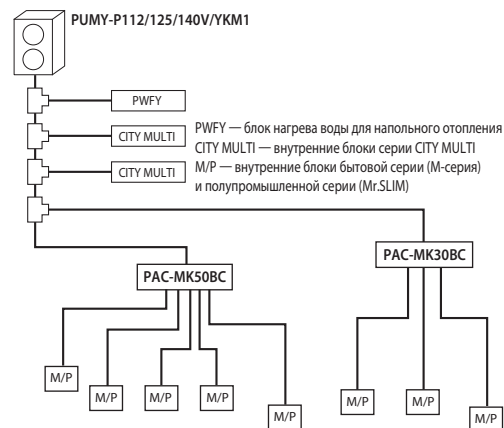 PUMY-P112/125/140V/YKM1
PWFY
CITY MULTI
CITY MULTI
PWFY — блок нагрева воды для напольного отопления
CITY MULTI — внутренние блоки серии CITY MULTI
M/P — внутренние блоки бытовой серии (М-серия)
и полупромышленной серии (Mr.SLIM)
PAC-MK50BC
PAC-MK30BC
M/P
M/P
M/P
M/P
M/P
M/P
M/P
M/P